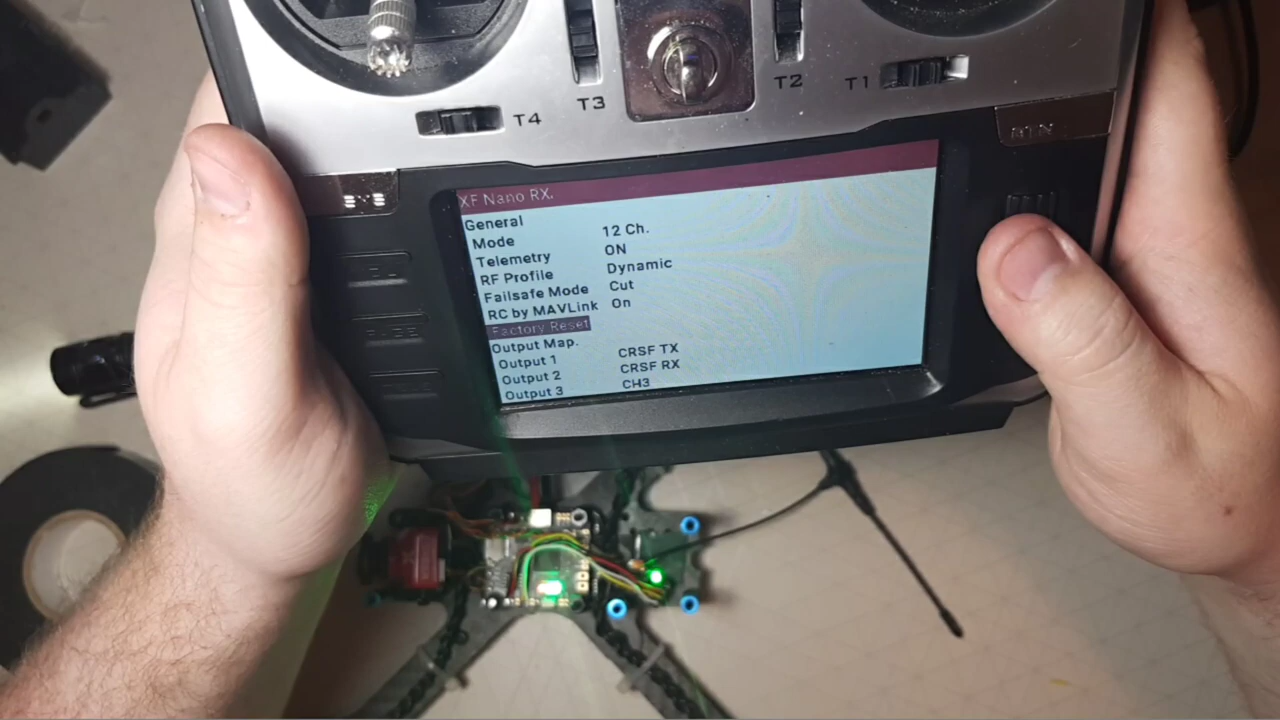 T3
T2
T1
T4
SYS
RTN
XF Nano RX.
General
Mode 12 Ch.
Telemetry ON
RF Profile Dynamic
Failsafe Mode Cut
RC by MAVLink On
Factory Reset
Output Map.
Output 1 CRSF TX
Output 2 CRSF RX
Output 3 CH3